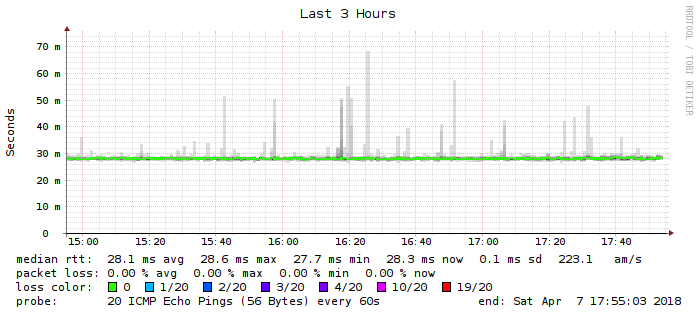 Last 3 Hours
RRDTOOL / TOBI OETIKER
Seconds
70 m
60 m
50 m
40 m
30 m
20 m
10 m
0
15:00 15:20 15:40 16:00 16:20 16:40 17:00 17:20 17:40
median rtt: 28.1 ms avg 28.6 ms max 27.7 ms min 28.3 ms now 0.1 ms sd 223.1 am/s
packet loss: 0.00 % avg 0.00 % max 0.00 % min 0.00 % now
loss color: 0 1/20 2/20 3/20 4/20 10/20 19/20
probe: 20 ICMP Echo Pings (56 Bytes) every 60s end: Sat Apr 7 17:55:03 2018